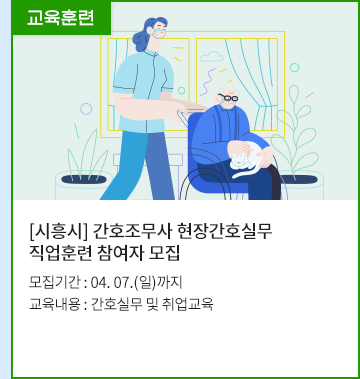 교육훈련
[시흥시] 간호조무사 현장간호실무
직업훈련 참여자 모집
모집기간 : 04. 07.(일)까지
교육내용 : 간호실무 및 취업교육